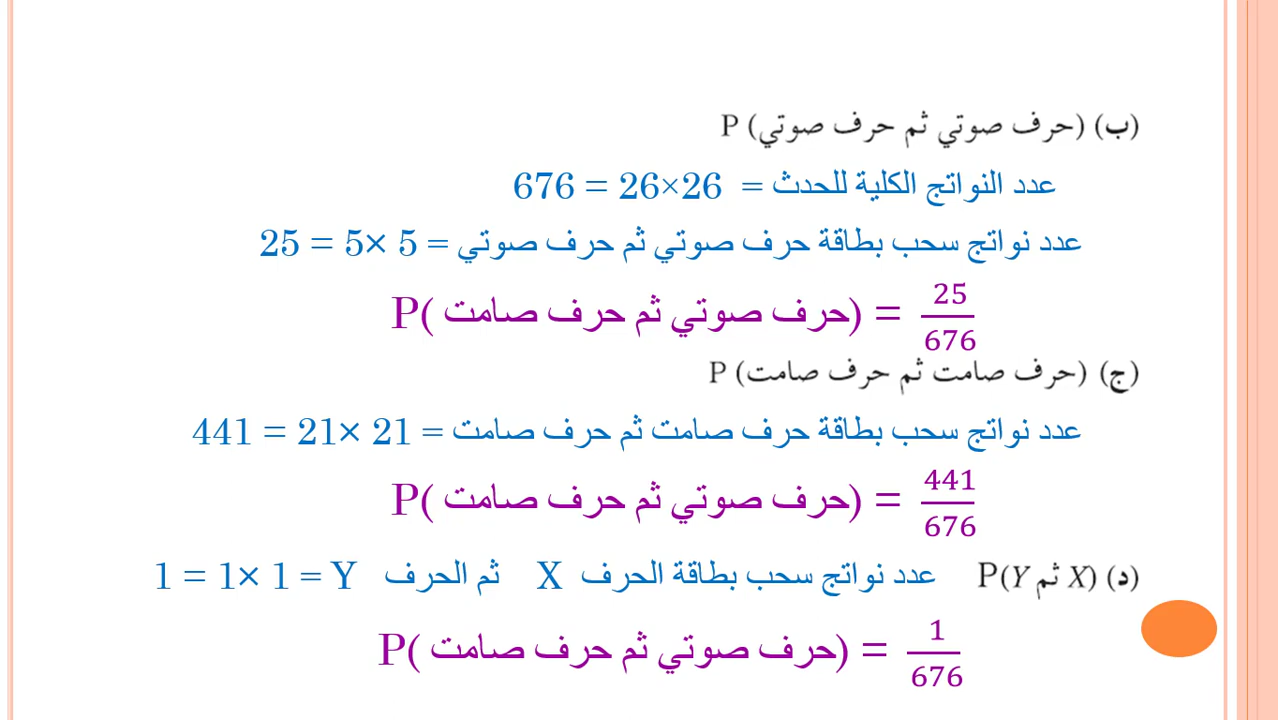 (ب) P (حرف صوتي ثم حرف صوتي)
عدد النواتج الكلية للحدث = 26×26 = 676
عدد نواتج سحب بطاقة حرف صوتي ثم حرف صوتي = 5 ×5 = 25
P( حرف صوتي ثم حرف صامت) = 25/676
(ج) P (حرف صامت ثم حرف صامت)
عدد نواتج سحب بطاقة حرف صامت ثم حرف صامت = 21 ×21 = 441
P( حرف صوتي ثم حرف صامت) = 441/676
(د) P(X ثم Y) عدد نواتج سحب بطاقة الحرف X ثم الحرف Y = 1 ×1 = 1
P( حرف صوتي ثم حرف صامت) = 1/676